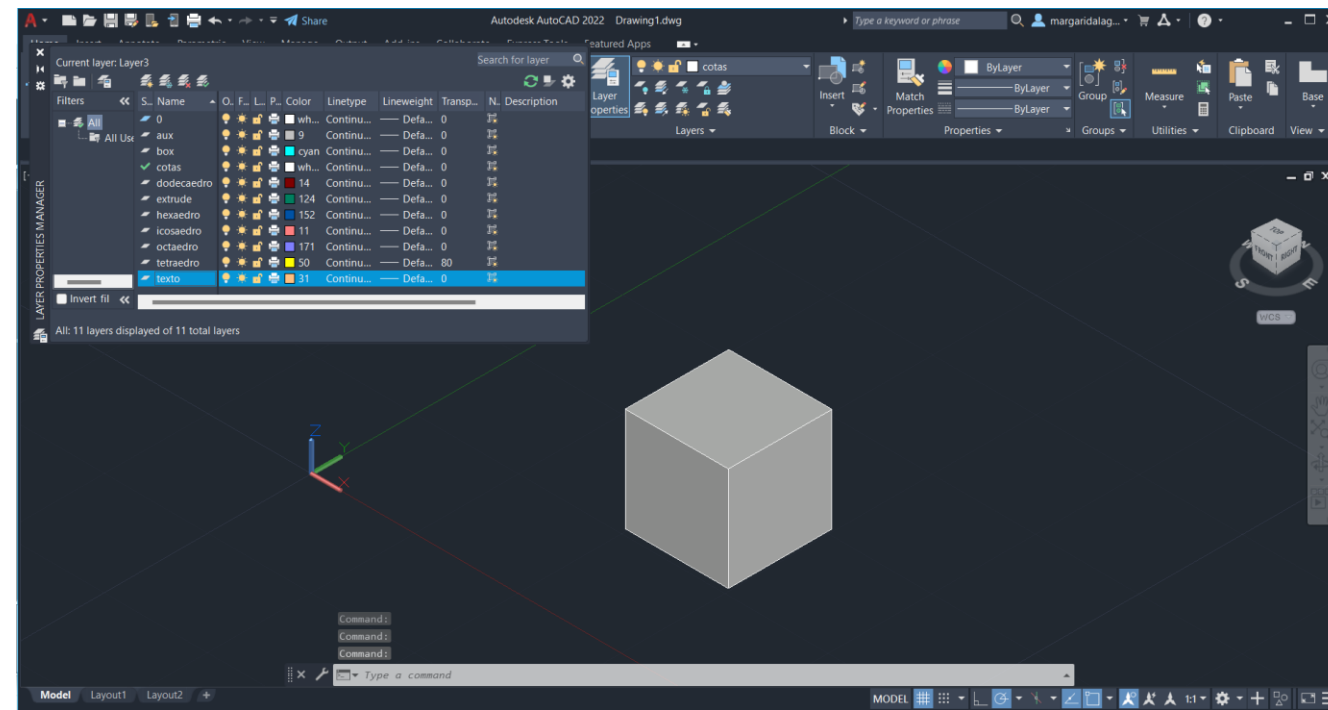 Share
Autodesk AutoCAD 2022 Drawing1.dwg
Type a keyword or phrase
margaridalag...
Featured Apps
Current layer: Layer3
Search for layer
Filters
S.. Name O. F... L... P... Color Linetype Lineweight Transp... N.. Description
All
All Use
0 wh... Continu... Defa... 0
aux 9 Continu... Defa... 0
box cyan Continu... Defa... 0
cotas wh... Continu... Defa... 0
dodecaedro 14 Continu... Defa... 0
extrude 124 Continu... Defa... 0
hexaedro 152 Continu... Defa... 0
icosaedro 11 Continu... Defa... 0
octaedro 171 Continu... Defa... 0
tetraedro 50 Continu... Defa... 80
texto 31 Continu... Defa... 0
Invert fil
All: 11 layers displayed of 11 total layers
LAYER PROPERTIES MANAGER
cotas
Layer
Layers
Insert
Block
Match
Properties
ByLayer
ByLayer
ByLayer
Properties
Group
Groups
Measure
Utilities
Paste
Clipboard
Base
View
TOP
FRONT
RIGHT
S
E
WCS
Z
Y
X
Command:
Command:
Command:
Type a command
Model Layout1 Layout2 +
MODEL
1:1